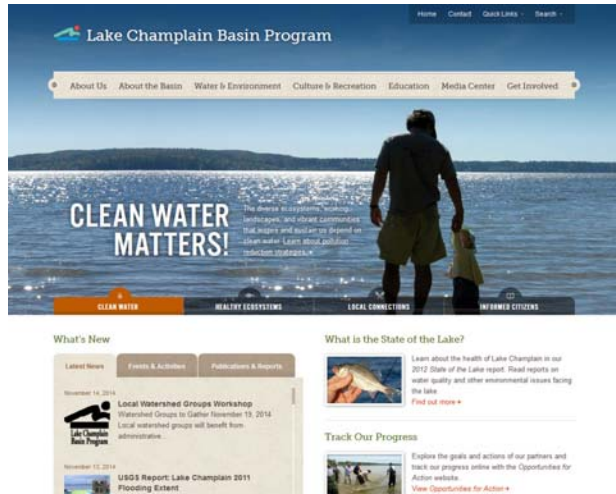 Home Contact Quick Links Search
Lake Champlain Basin Program
About Us About the Basin Water & Environment Culture & Recreation Education Media Center Get Involved
CLEAN WATER
MATTERS!
The diverse ecosystems, working
landscapes, and vibrant communities
that inspire and sustain us depend on
clean water. Learn about pollution
reduction strategies.
CLEAN WATER HEALTHY ECOSYSTEMS LOCAL CONNECTIONS INFORMED CITIZENS
What's New
Latest News Events & Activities Publications & Reports
November 14, 2014
Local Watershed Groups Workshop
Watershed Groups to Gather November 19, 2014
Local watershed groups will benefit from
administrative...
Lake Champlain
Basin Program
November 13, 2014
USGS Report: Lake Champlain 2011
Flooding Extent
What is the State of the Lake?
Learn about the health of Lake Champlain in our
2012 State of the Lake report. Read reports on
water quality and other environmental issues facing
the lake.
Find out more
Track Our Progress
Explore the goals and actions of our partners and
track our progress online with the Opportunities for
Action website.
View Opportunities for Action